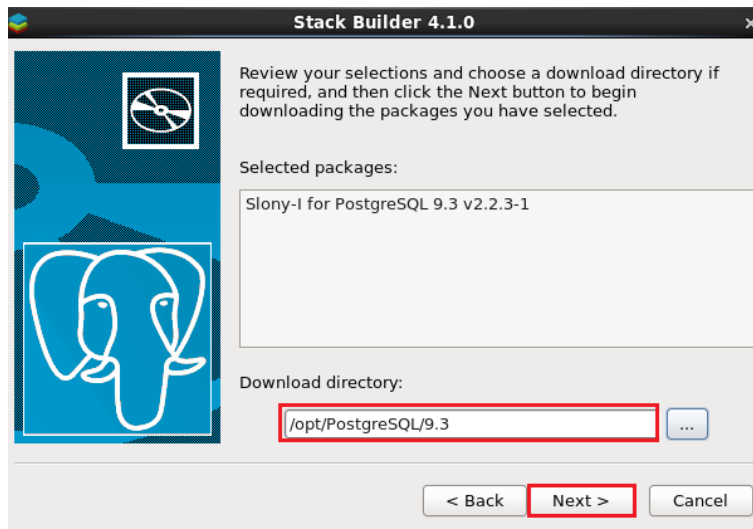 Stack Builder 4.1.0
Review your selections and choose a download directory if
required, and then click the Next button to begin
downloading the packages you have selected.
Selected packages:
Slony-I for PostgreSQL 9.3 v2.2.3-1
Download directory:
/opt/PostgreSQL/9.3
...
< Back
Next >
Cancel